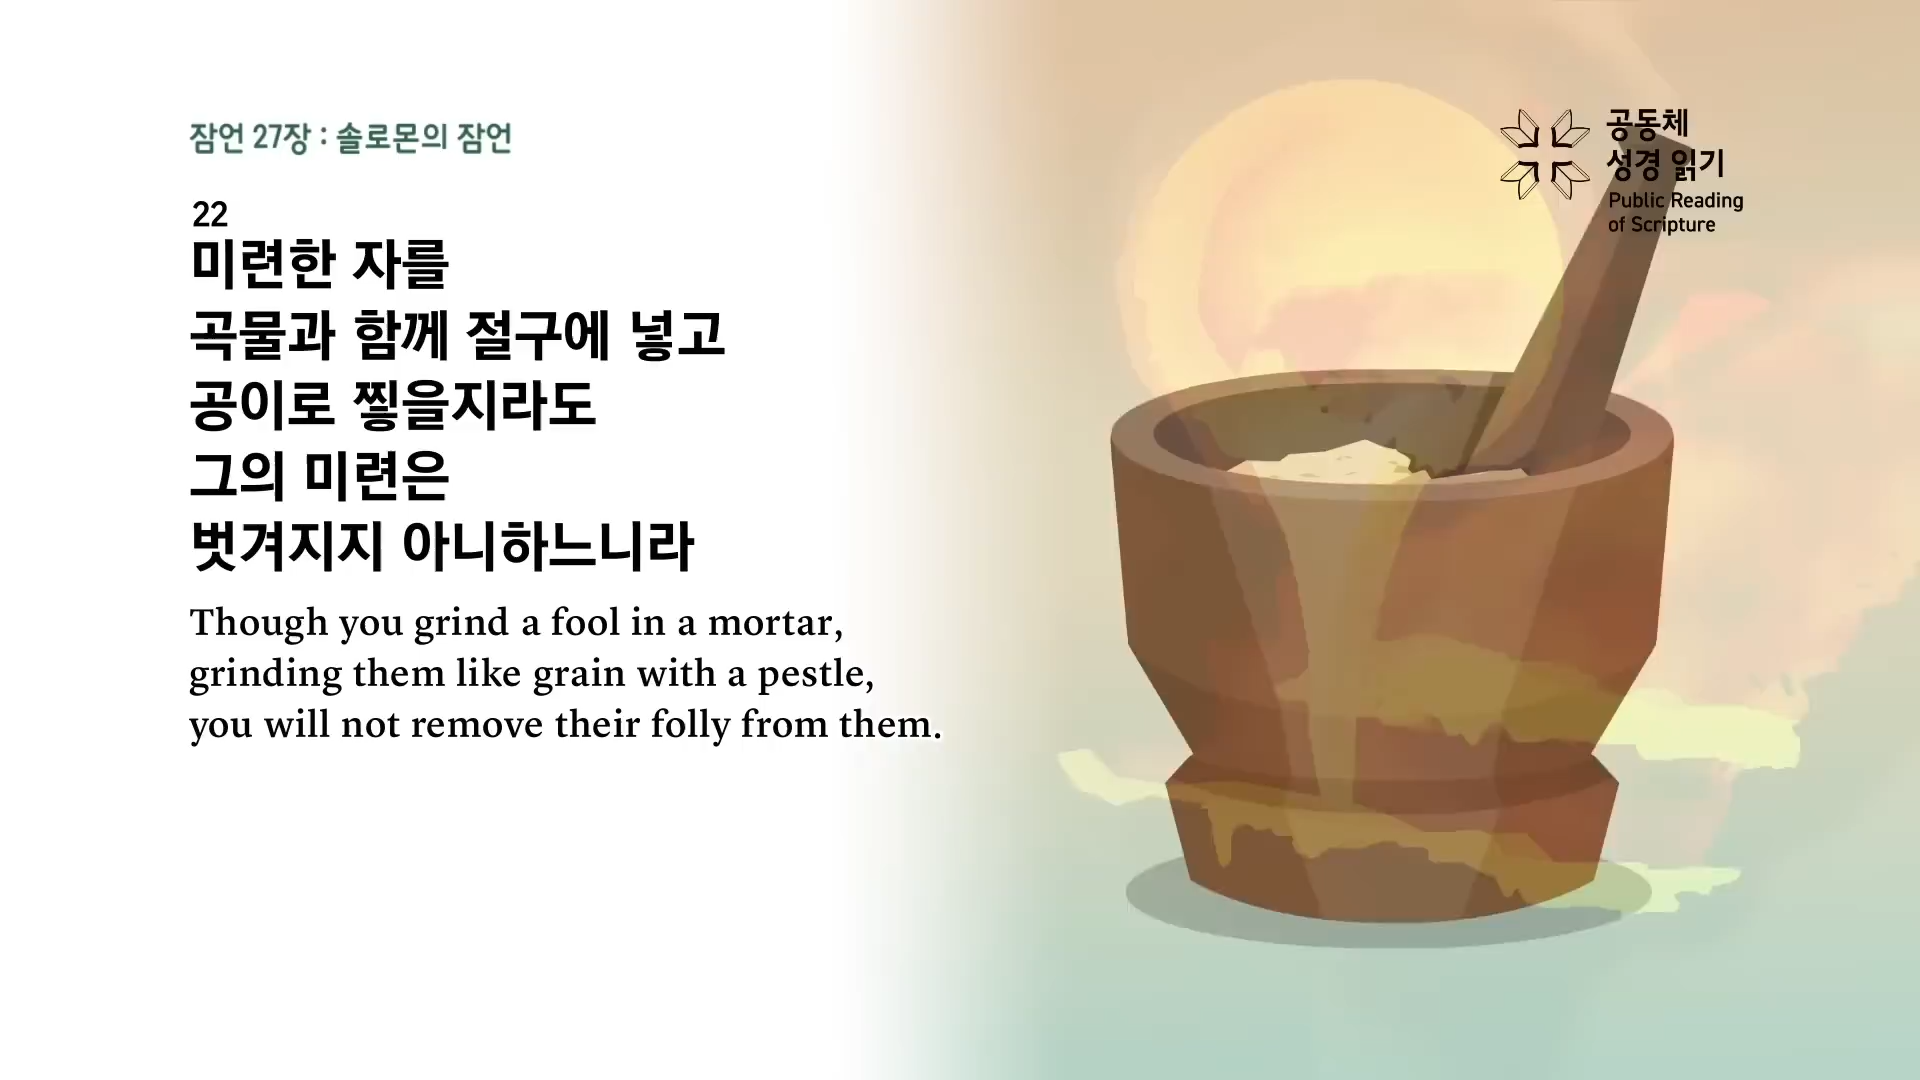 잠언 27장 : 솔로몬의 잠언
22
미련한 자를
곡물과 함께 절구에 넣고
공이로 찧을지라도
그의 미련은
벗겨지지 아니하느니라
Though you grind a fool in a mortar,
grinding them like grain with a pestle,
you will not remove their folly from them.
공동체
성경 읽기
Public Reading
of Scripture